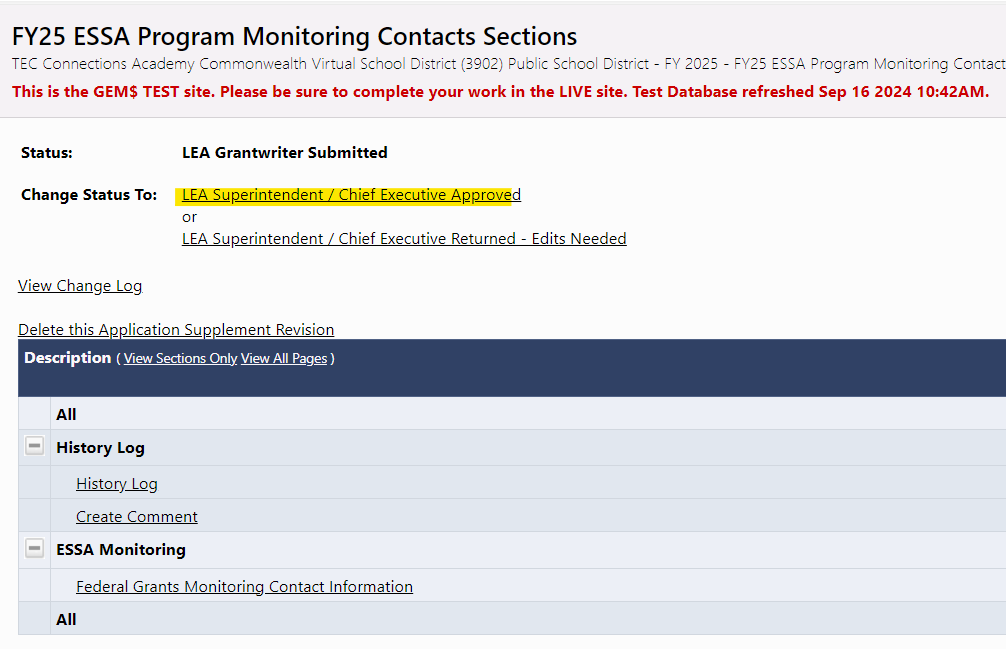 FY25 ESSA Program Monitoring Contacts Sections
TEC Connections Academy Commonwealth Virtual School District (3902) Public School District - FY 2025 - FY25 ESSA Program Monitoring Contact
This is the GEM$ TEST site. Please be sure to complete your work in the LIVE site. Test Database refreshed Sep 16 2024 10:42AM.
Status: LEA Grantwriter Submitted
Change Status To: LEA Superintendent / Chief Executive Approved
or
LEA Superintendent / Chief Executive Returned - Edits Needed
View Change Log
Delete this Application Supplement Revision
Description ( View Sections Only View All Pages )
All
History Log
History Log
Create Comment
ESSA Monitoring
Federal Grants Monitoring Contact Information
All